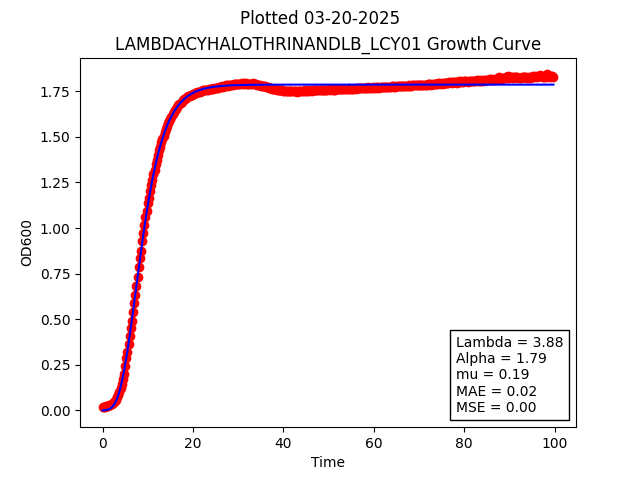 Plotted 03-20-2025
LAMBDACYHALOTHRINANDLB_LCY01 Growth Curve
1.75
1.50
1.25
1.00
0.75
0.50
0.25
0.00
OD600
Lambda = 3.88
Alpha = 1.79
mu = 0.19
MAE = 0.02
MSE = 0.00
0 20 40 60 80 100
Time